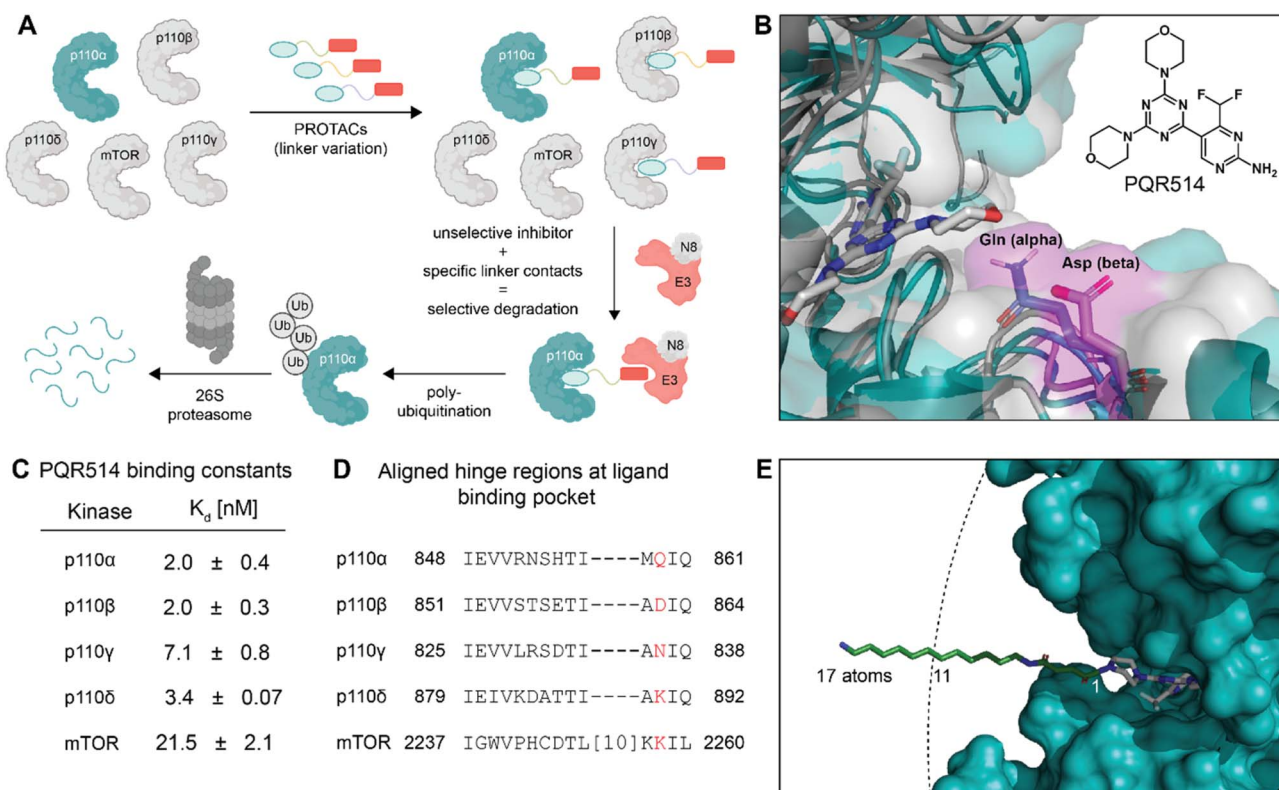 A
p110α
p110β
p110δ
mTOR
p110γ
PROTACs
(linker variation)
p110α
p110β
p110δ
mTOR
p110γ
unselective inhibitor
+
specific linker contacts
=
selective degradation
N8
E3
p110α
N8
E3
poly-
ubiquitination
Ub
Ub
Ub
Ub
p110α
26S
proteasome
B
O
N
N
N
N
N
O
F
F
N
N
NH₂
PQR514
Gln (alpha)
Asp (beta)
C PQR514 binding constants
Kinase K_d [nM]
p110α 2.0 ± 0.4
p110β 2.0 ± 0.3
p110γ 7.1 ± 0.8
p110δ 3.4 ± 0.07
mTOR 21.5 ± 2.1
D Aligned hinge regions at ligand
binding pocket
p110α 848 IEVVRNSHTI----MQIQ 861
p110β 851 IEVVSTSETI----ADIQ 864
p110γ 825 IEVVLRSDTI----ANIQ 838
p110δ 879 IEIVKDATTI----AKIQ 892
mTOR 2237 IGWVPHCDTL[10]KKIL 2260
E
17 atoms
11
1